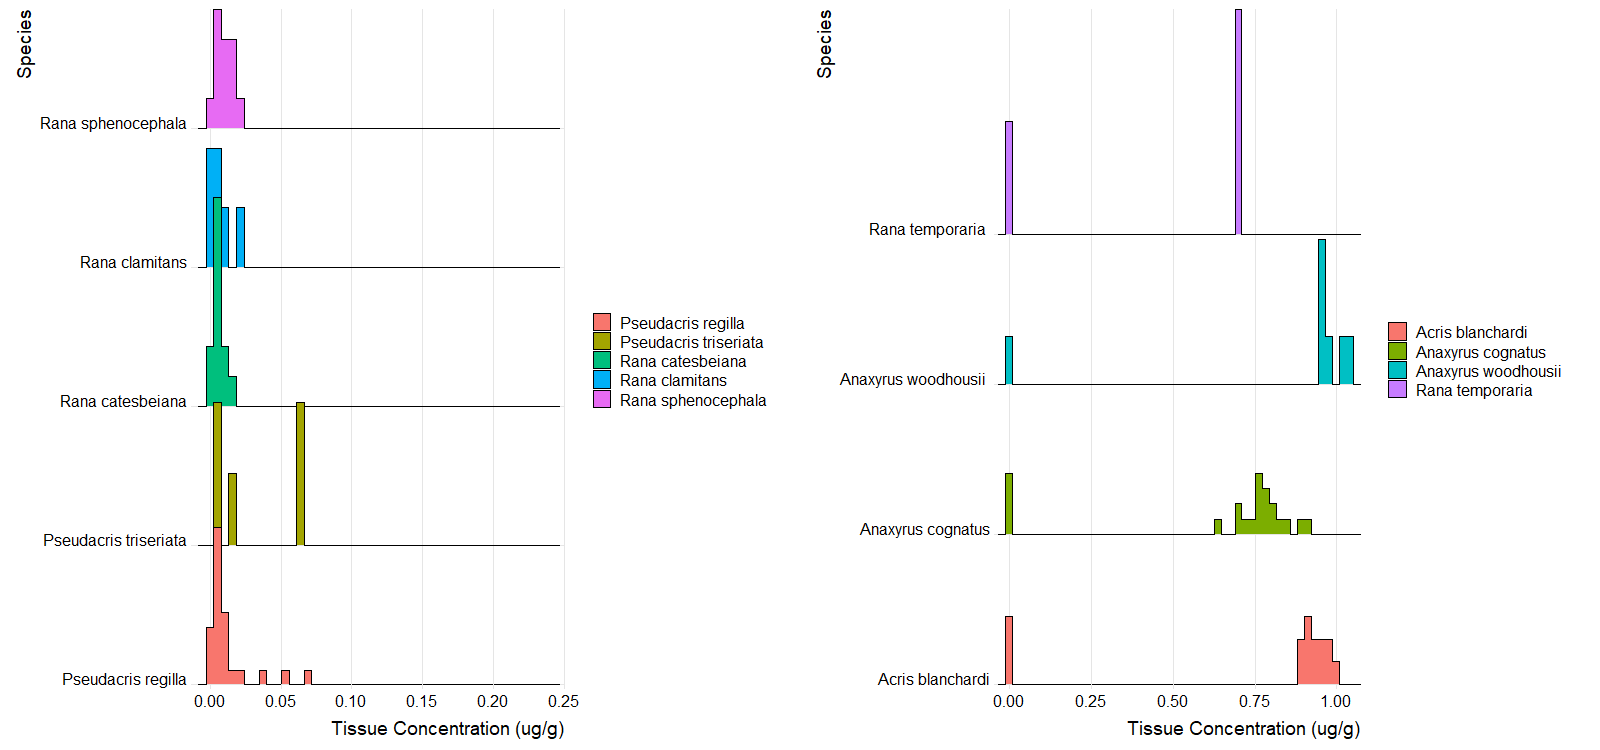 Species
Rana sphenocephala
Rana clamitans
Rana catesbeiana
Pseudacris triseriata
Pseudacris regilla
0.00 0.05 0.10 0.15 0.20 0.25
Tissue Concentration (ug/g)
Pseudacris regilla
Pseudacris triseriata
Rana catesbeiana
Rana clamitans
Rana sphenocephala
Species
Rana temporaria
Anaxyrus woodhousii
Anaxyrus cognatus
Acris blanchardi
0.00 0.25 0.50 0.75 1.00
Tissue Concentration (ug/g)
Acris blanchardi
Anaxyrus cognatus
Anaxyrus woodhousii
Rana temporaria